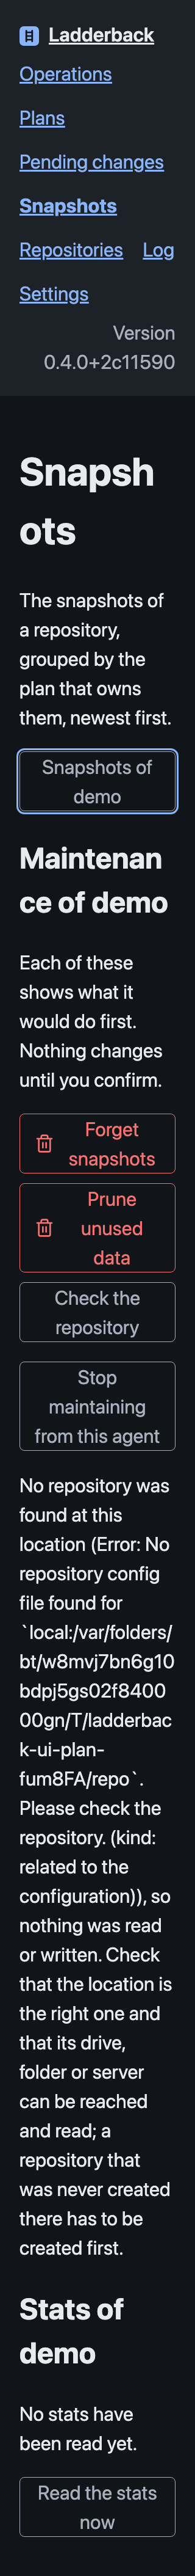 Ladderback
Operations
Plans
Pending changes
Snapshots
Repositories Log
Settings
Version
0.4.0+2c11590
Snapsh
ots
The snapshots of
a repository,
grouped by the
plan that owns
them, newest first.
Snapshots of
demo
Maintenan
ce of demo
Each of these
shows what it
would do first.
Nothing changes
until you confirm.
Forget
snapshots
Prune
unused
data
Check the
repository
Stop
maintaining
from this agent
No repository was
found at this
location (Error: No
repository config
file found for
`local:/var/folders/
bt/w8mvj7bn6g10
bdpj5gs02f8400
00gn/T/ladderbac
k-ui-plan-
fum8FA/repo`.
Please check the
repository. (kind:
related to the
configuration)), so
nothing was read
or written. Check
that the location is
the right one and
that its drive,
folder or server
can be reached
and read; a
repository that
was never created
there has to be
created first.
Stats of
demo
No stats have
been read yet.
Read the stats
now